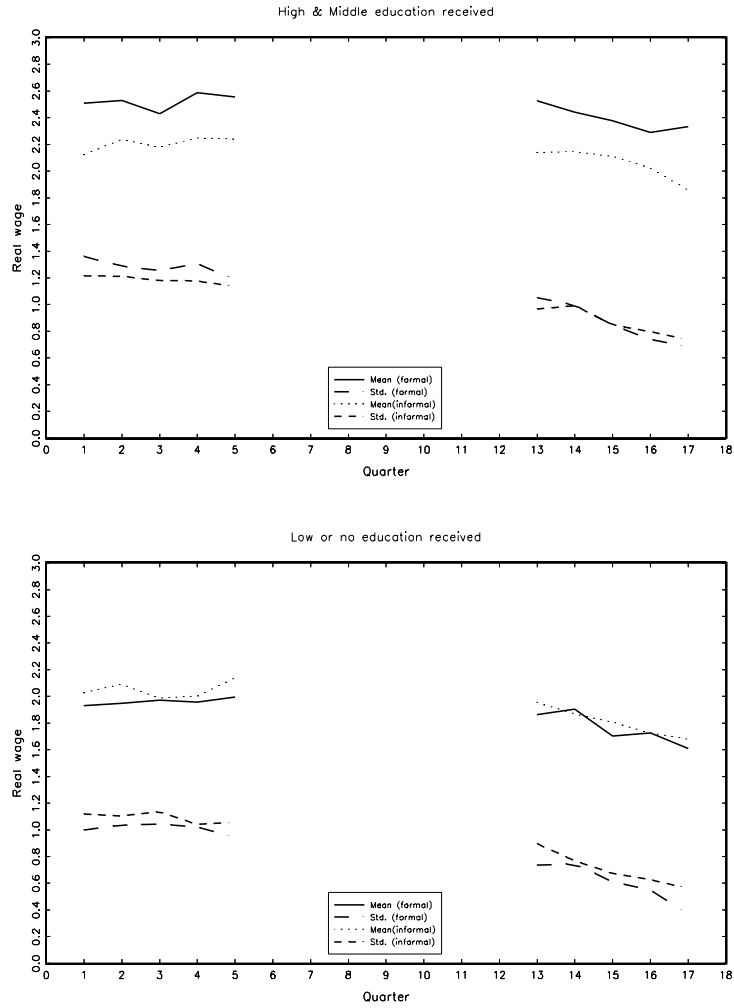 High & Middle education received
Real wage
3.0
2.8
2.6
2.4
2.2
2.0
1.8
1.6
1.4
1.2
1.0
0.8
0.6
0.4
0.2
0.0
Mean (formal)
Std. (formal)
Mean(informal)
Std. (informal)
0 1 2 3 4 5 6 7 8 9 10 11 12 13 14 15 16 17 18
Quarter
Low or no education received
Real wage
3.0
2.8
2.6
2.4
2.2
2.0
1.8
1.6
1.4
1.2
1.0
0.8
0.6
0.4
0.2
0.0
Mean (formal)
Std. (formal)
Mean(informal)
Std. (informal)
0 1 2 3 4 5 6 7 8 9 10 11 12 13 14 15 16 17 18
Quarter